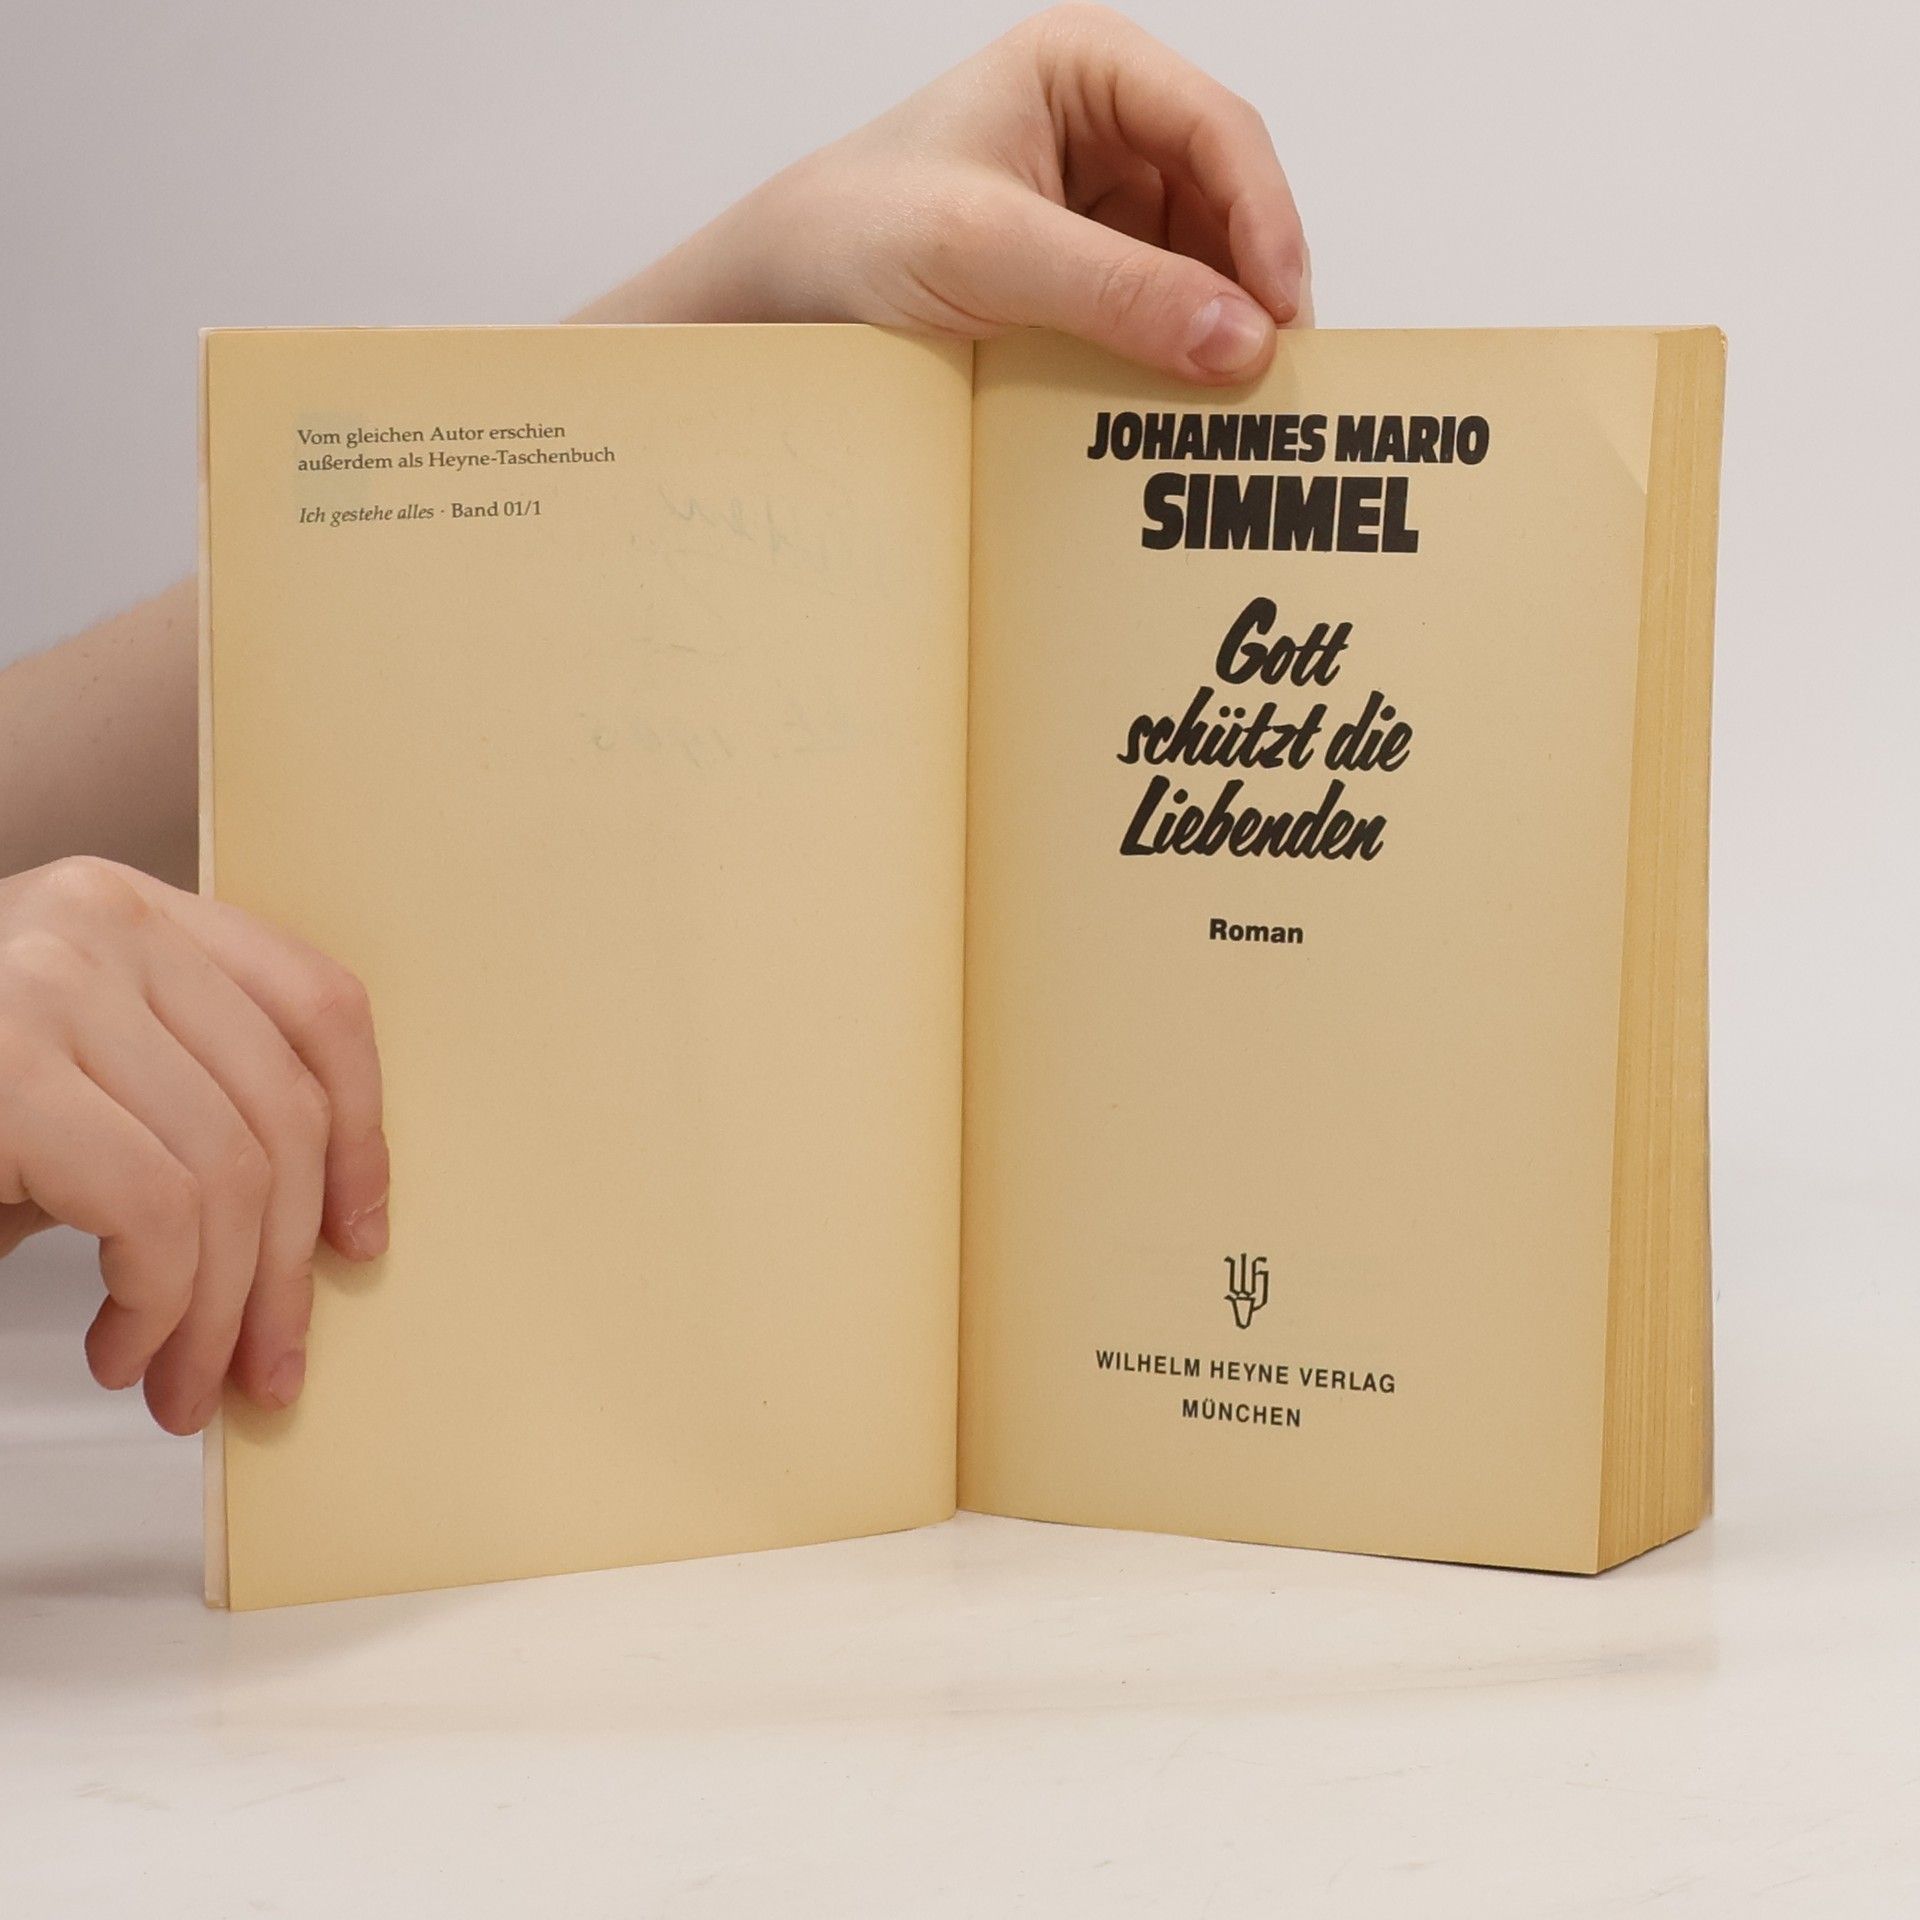 Vom gleichen Autor erschien
außerdem als Heyne-Taschenbuch
Ich gestehe alles · Band 01/1
JOHANNES MARIO
SIMMEL
Gott
schützt die
Liebenden
Roman
WILHELM HEYNE VERLAG
MÜNCHEN